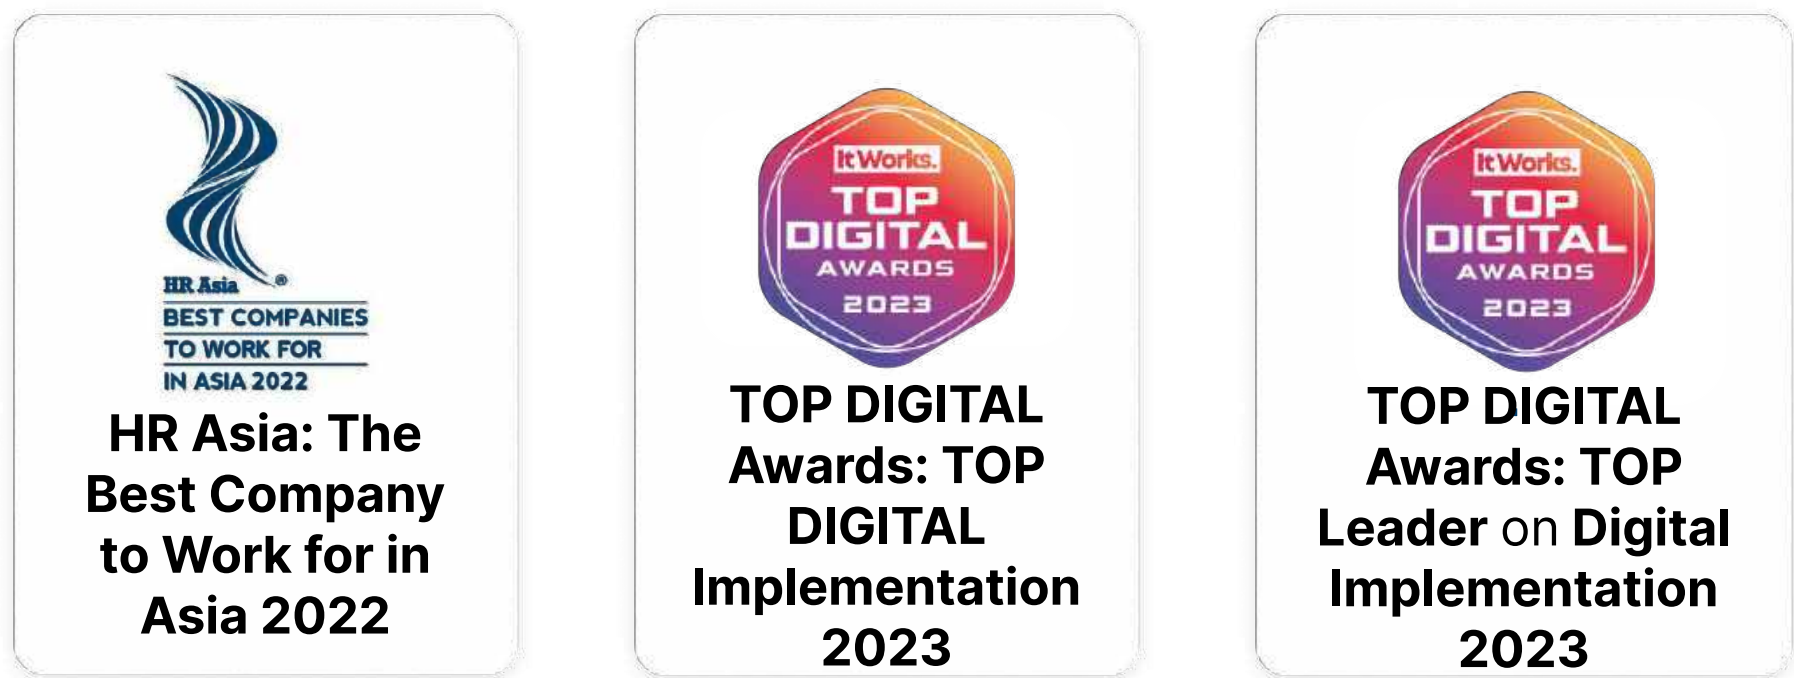 HR Asia ®
BEST COMPANIES
TO WORK FOR
IN ASIA 2022
HR Asia: The
Best Company
to Work for in
Asia 2022
It Works.
TOP
DIGITAL
AWARDS
2023
TOP DIGITAL
Awards: TOP
DIGITAL
Implementation
2023
It Works.
TOP
DIGITAL
AWARDS
2023
TOP DIGITAL
Awards: TOP
Leader on Digital
Implementation
2023